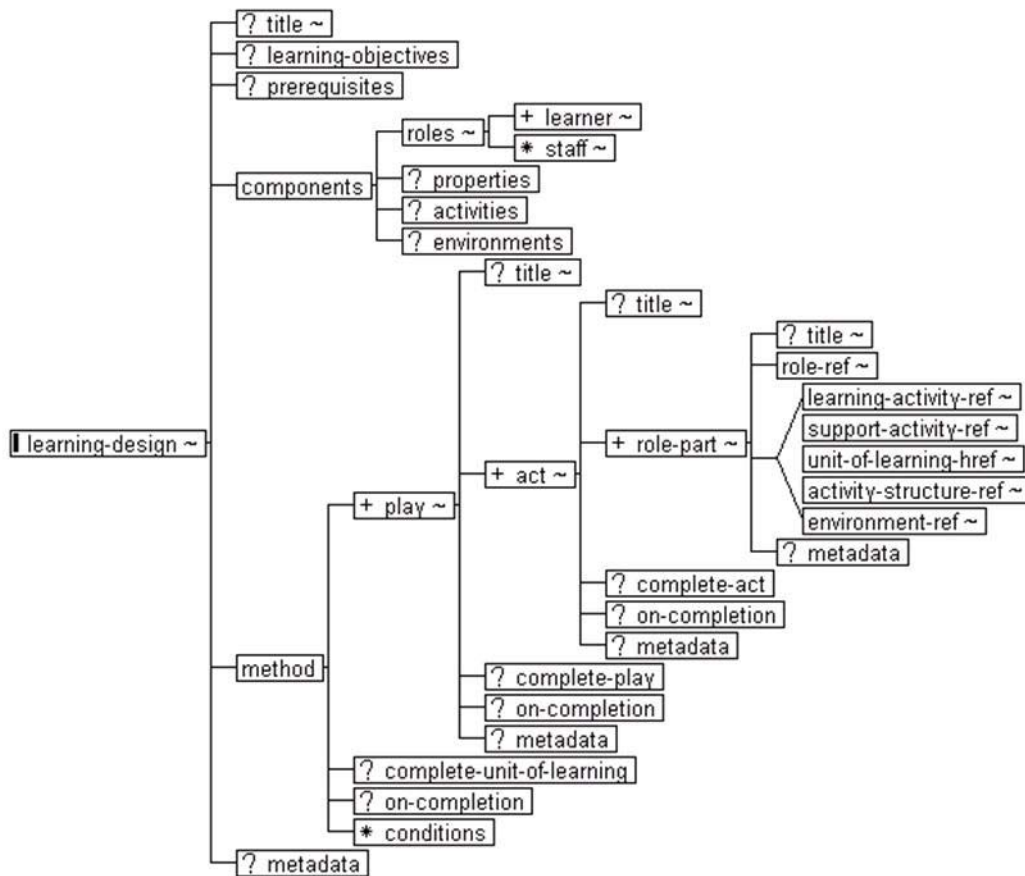 ? title ~
? learning-objectives
? prerequisites
+ learner ~
roles ~
* staff ~
components
? properties
? activities
? environments
? title ~
? title ~
? title ~
role-ref ~
learning-activity-ref ~
support-activity-ref ~
learning-design ~
+ role-part ~
unit-of-learning-href ~
+ act ~
activity-structure-ref ~
+ play ~
environment-ref ~
? metadata
? complete-act
? on-completion
? metadata
method
? complete-play
? on-completion
? metadata
? complete-unit-of-learning
? on-completion
* conditions
? metadata